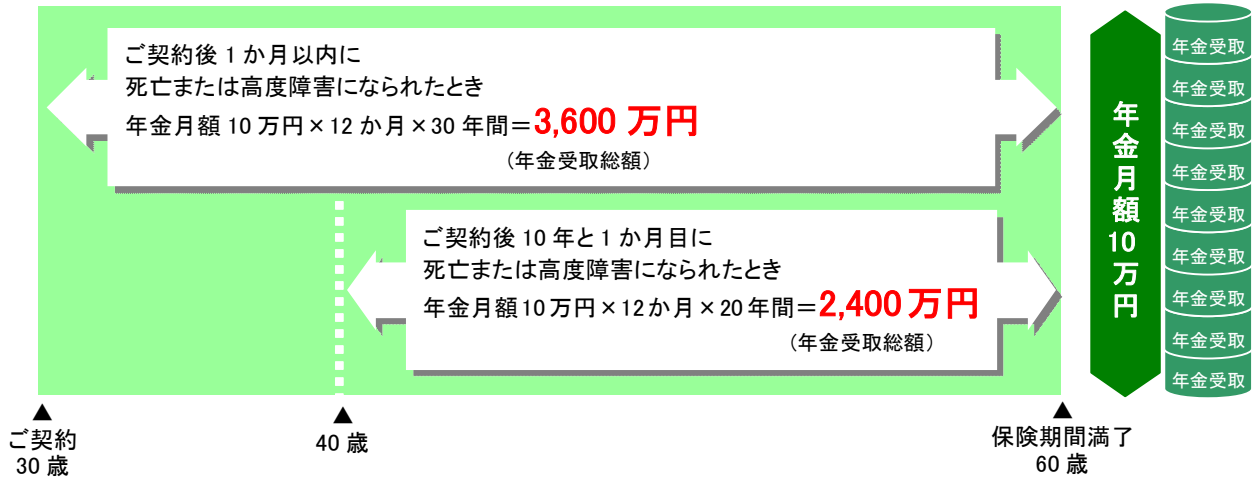 ご契約後1か月以内に
死亡または高度障害になられたとき
年金月額10万円×12か月×30年間＝3,600万円
（年金受取総額）
ご契約後10年と1か月目に
死亡または高度障害になられたとき
年金月額10万円×12か月×20年間＝2,400万円
（年金受取総額）
年金月額10万円
年金受取
年金受取
年金受取
年金受取
年金受取
年金受取
年金受取
年金受取
年金受取
▲
ご契約
30歳
▲
40歳
▲
保険期間満了
60歳